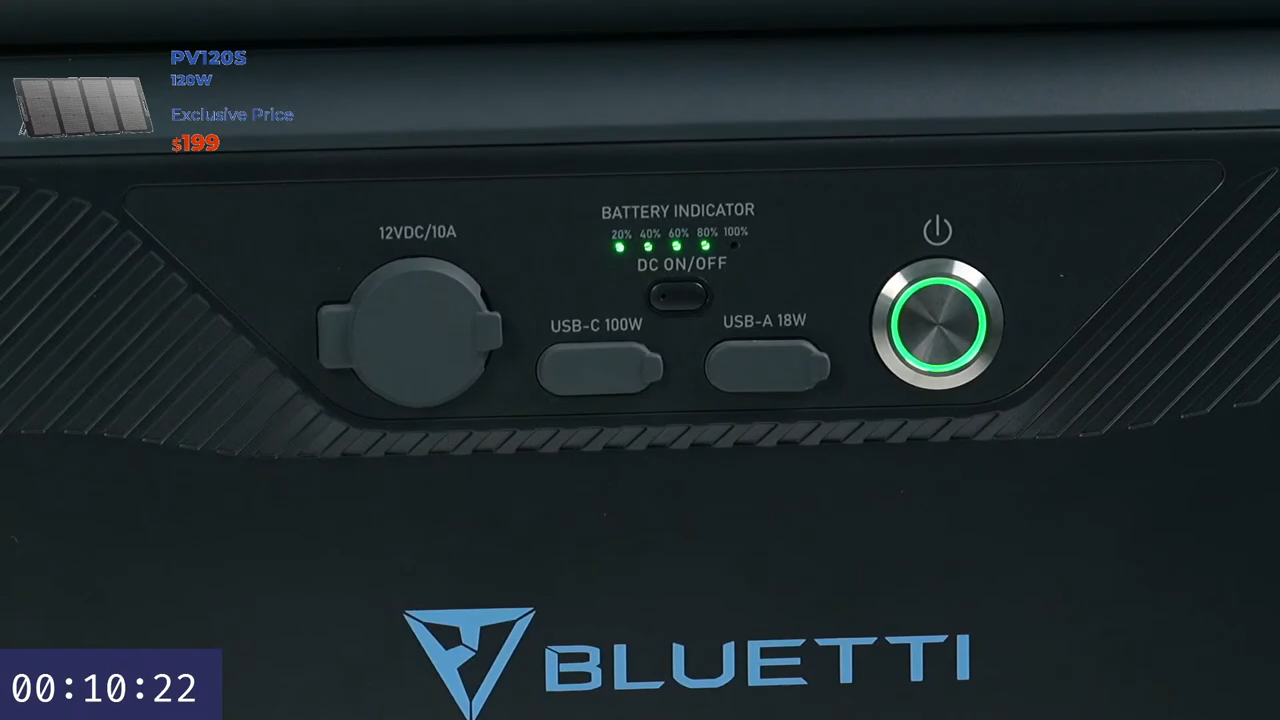 PV120S
120W
Exclusive Price
$199
BATTERY INDICATOR
20% 40% 60% 80% 100%
12VDC/10A
DC ON/OFF
USB-C 100W
USB-A 18W
BLUETTI
00:10:22